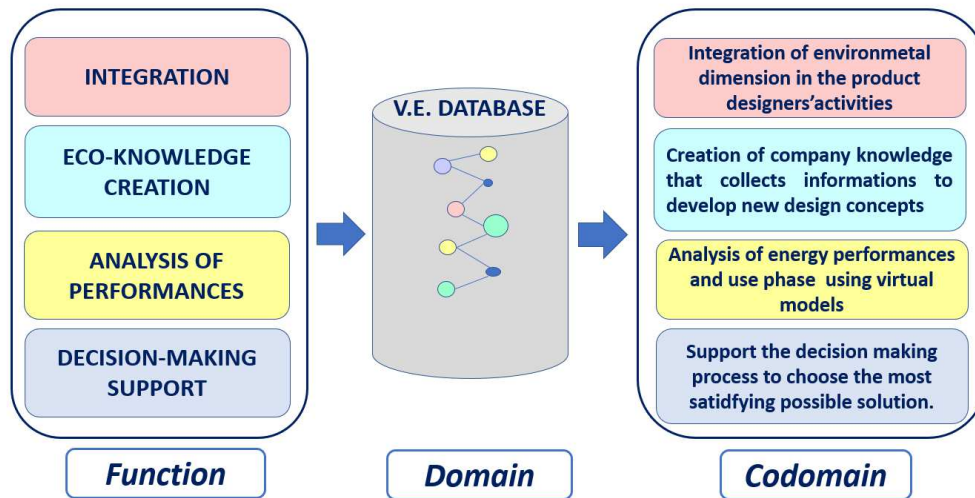 INTEGRATION
ECO-KNOWLEDGE
CREATION
ANALYSIS OF
PERFORMANCES
DECISION-MAKING
SUPPORT
Function
V.E. DATABASE
Domain
Integration of environmetal
dimension in the product
designers'activities
Creation of company knowledge
that collects informations to
develop new design concepts
Analysis of energy performances
and use phase using virtual
models
Support the decision making
process to choose the most
satidfying possible solution.
Codomain